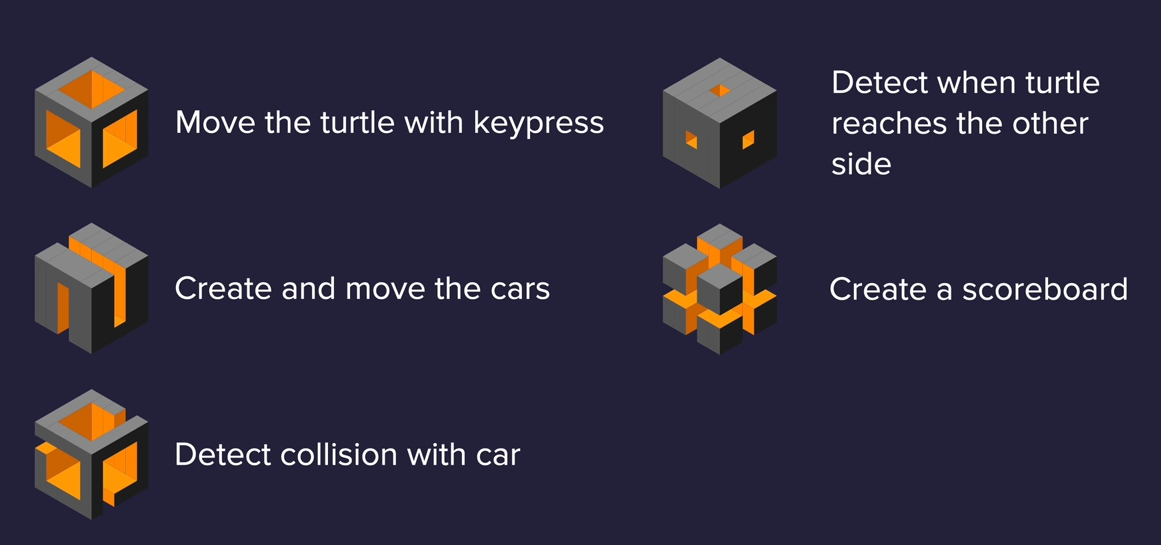 Move the turtle with keypress
Create and move the cars
Detect collision with car
Detect when turtle
reaches the other
side
Create a scoreboard